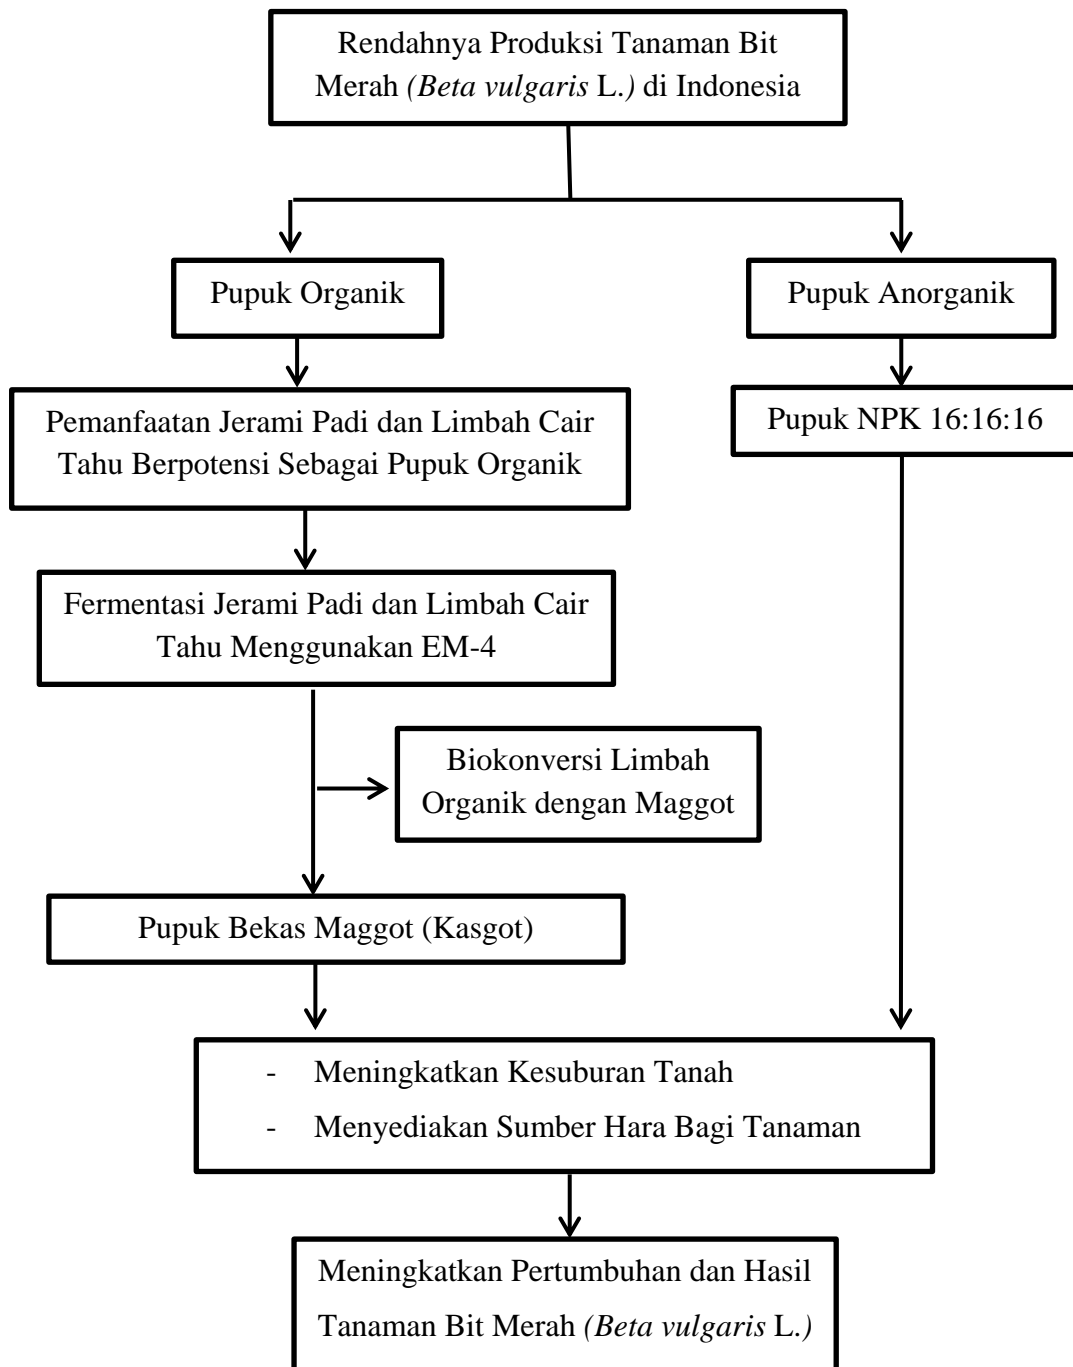 Rendahnya Produksi Tanaman Bit
Merah (Beta vulgaris L.) di Indonesia
Pupuk Organik
Pupuk Anorganik
Pemanfaatan Jerami Padi dan Limbah Cair
Tahu Berpotensi Sebagai Pupuk Organik
Pupuk NPK 16:16:16
Fermentasi Jerami Padi dan Limbah Cair
Tahu Menggunakan EM-4
Biokonversi Limbah
Organik dengan Maggot
Pupuk Bekas Maggot (Kasgot)
- Meningkatkan Kesuburan Tanah
- Menyediakan Sumber Hara Bagi Tanaman
Meningkatkan Pertumbuhan dan Hasil
Tanaman Bit Merah (Beta vulgaris L.)